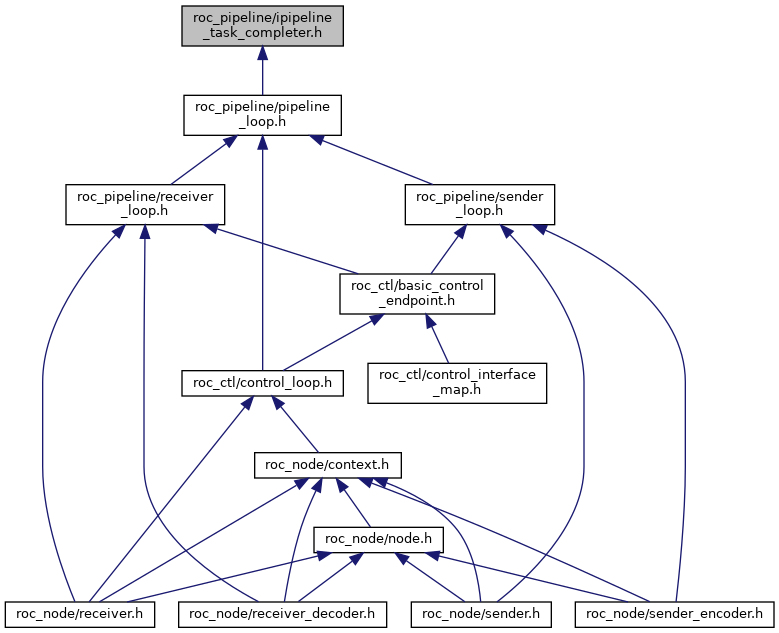 roc_pipeline/ipipeline
_task_completer.h
roc_pipeline/pipeline
_loop.h
roc_pipeline/receiver
_loop.h
roc_pipeline/sender
_loop.h
roc_ctl/basic_control
_endpoint.h
roc_ctl/control_loop.h
roc_ctl/control_interface
_map.h
roc_node/context.h
roc_node/node.h
roc_node/receiver.h
roc_node/receiver_decoder.h
roc_node/sender.h
roc_node/sender_encoder.h